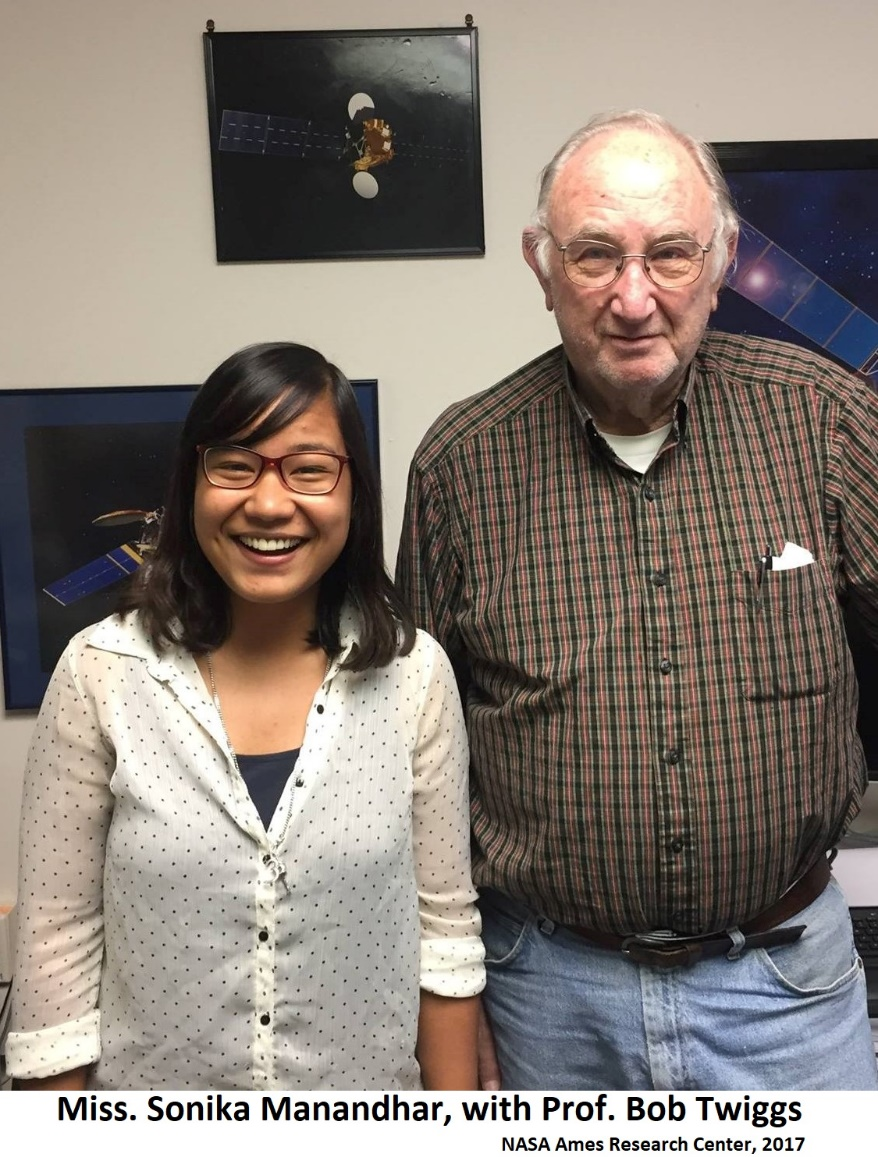 Miss. Sonika Manandhar, with Prof. Bob Twiggs
NASA Ames Research Center, 2017